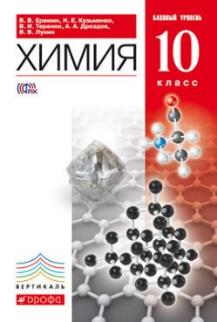 В. В. Еремин, Н. Е. Кузьменко,
В. И. Теренин, А. А. Дроздов,
В. В. Лунин
БАЗОВЫЙ УРОВЕНЬ
ХИМИЯ
10
КЛАСС
ВЕРТИКАЛЬ
ДРОФА